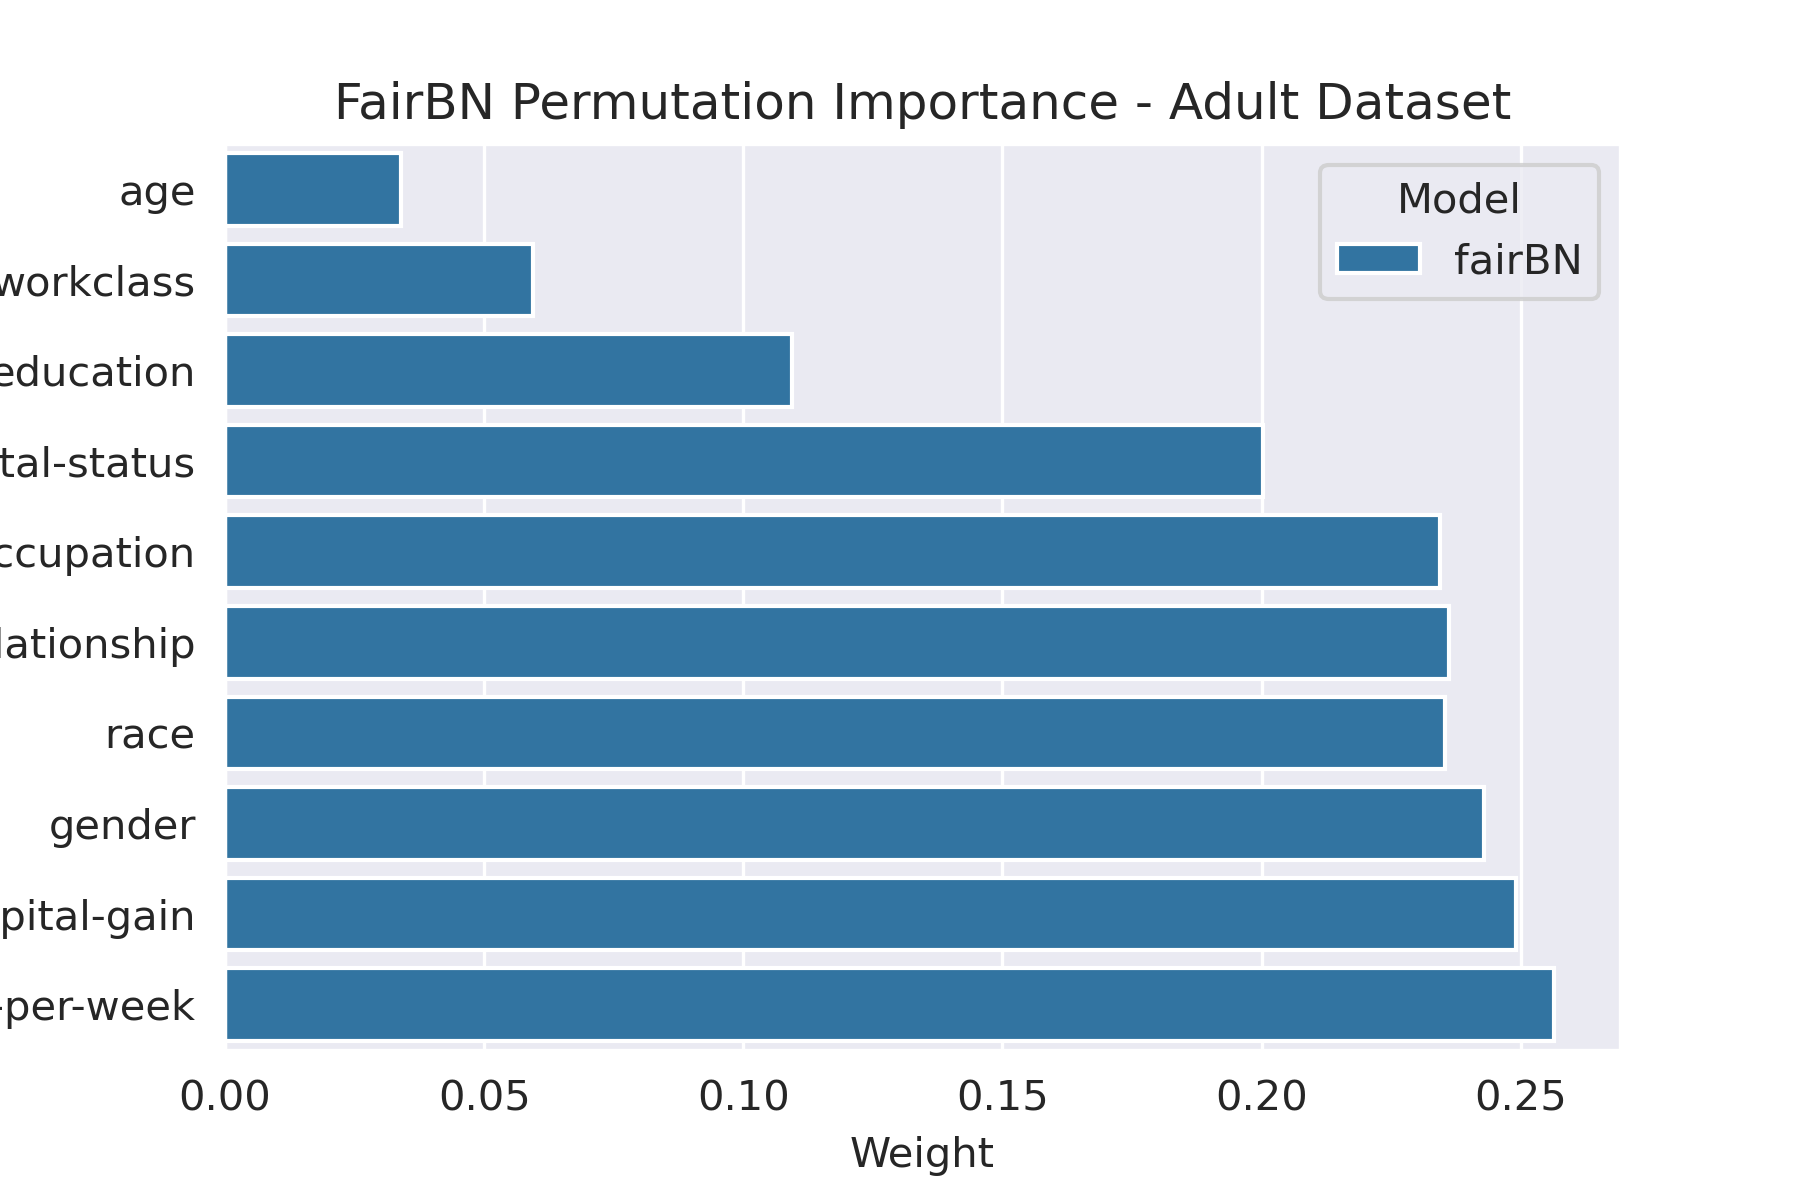 FairBN Permutation Importance - Adult Dataset
Model
fairBN
age
workclass
education
tal-status
ccupation
lationship
race
gender
pital-gain
-per-week
0.00 0.05 0.10 0.15 0.20 0.25
Weight